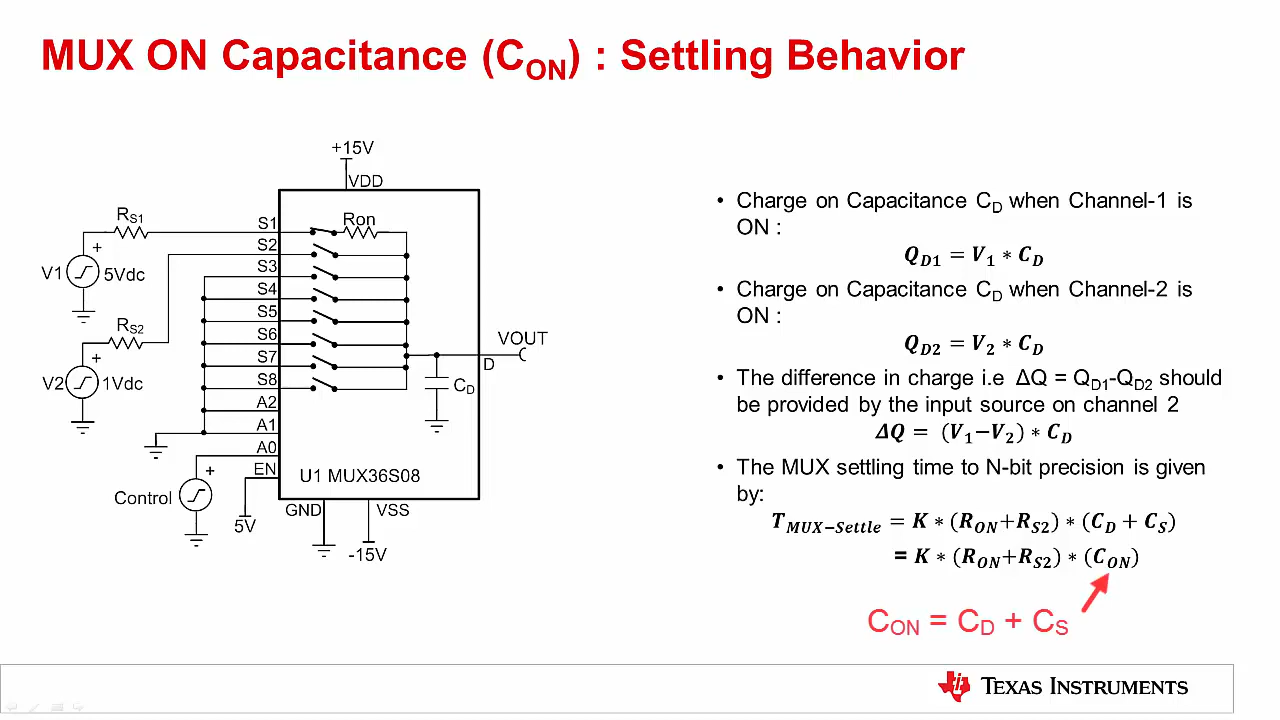 MUX ON Capacitance (CON) : Settling Behavior
+15V
VDD
RS1
S1
Ron
+
S2
V1
5Vdc
S3
S4
RS2
S5
S6
VOUT
+
S7
D
V2
1Vdc
S8
CD
A2
A1
A0
+
EN
U1 MUX36S08
Control
GND
VSS
5V
-15V
• Charge on Capacitance CD when Channel-1 is
ON :
QD1 = V1 ∗ CD
• Charge on Capacitance CD when Channel-2 is
ON :
QD2 = V2 ∗ CD
• The difference in charge i.e ΔQ = QD1-QD2 should
be provided by the input source on channel 2
ΔQ = (V1−V2) ∗ CD
• The MUX settling time to N-bit precision is given
by:
TMUX−Settle = K ∗ (RON+RS2) ∗ (CD + CS)
= K ∗ (RON+RS2) ∗ (CON)
CON = CD + CS
TEXAS INSTRUMENTS